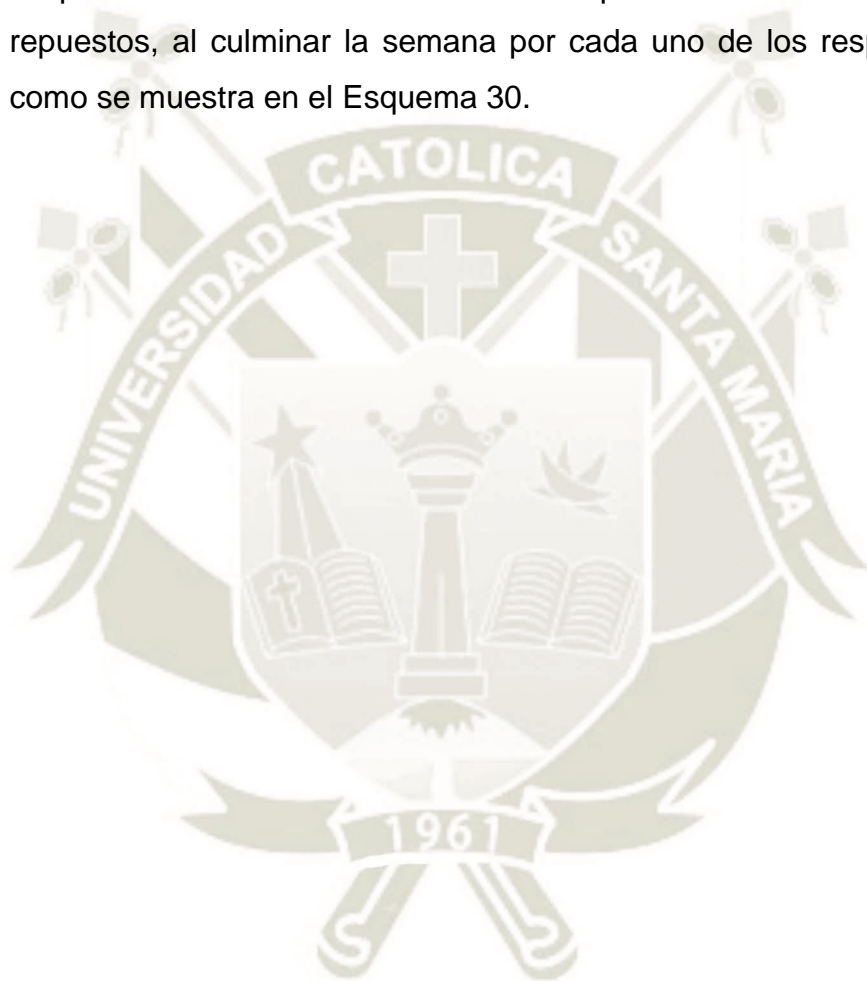 repuestos, al culminar la semana por cada uno de los
como se muestra en el Esquema 30.
CATOLICA
UNIVERSIDAD
SANTA MARIA
1961